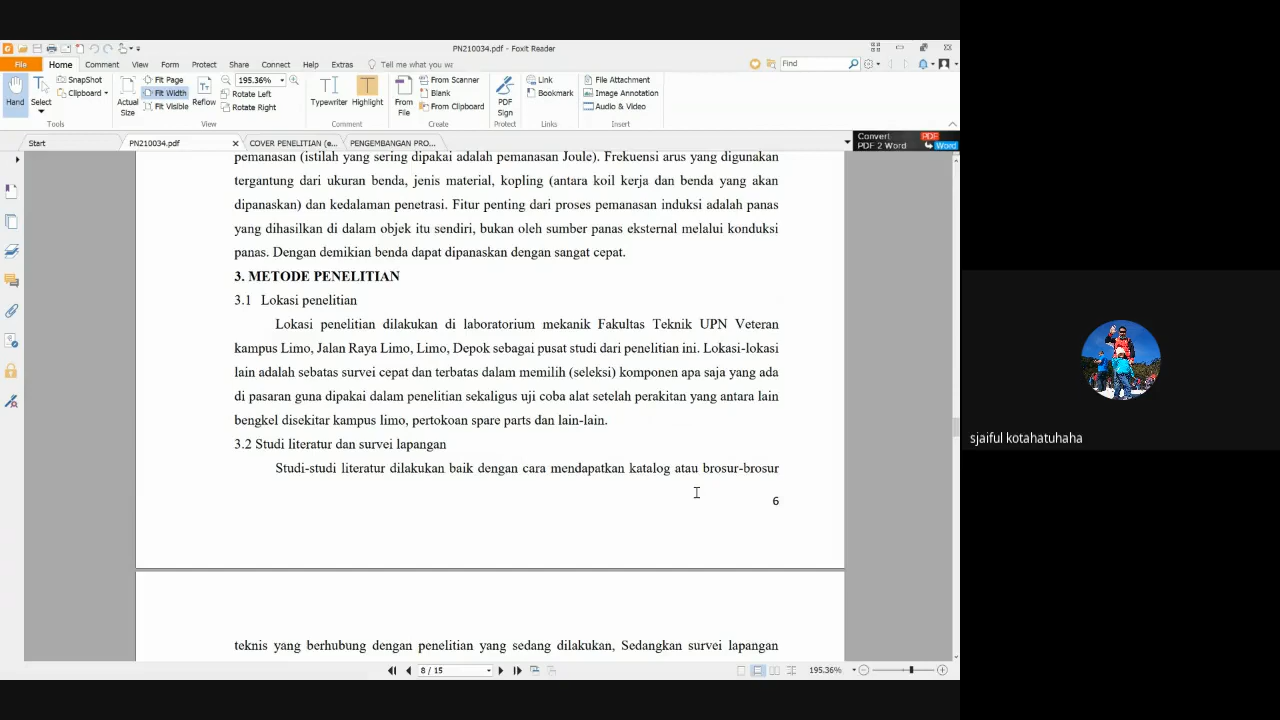 PN210034.pdf - Foxit Reader
File Home Comment View Form Protect Share Connect Help Extras Tell me what you wa Find
SnapShot
Clipboard
Hand Select
Actual Size
Fit Page
Fit Width
Fit Visible
Reflow
195.36%
Rotate Left
Rotate Right
Typewriter Highlight
From File
From Scanner
Blank
From Clipboard
PDF Sign
Link
Bookmark
File Attachment
Image Annotation
Audio & Video
Tools View Comment Create Protect Links Insert
Start PN210034.pdf COVER PENELITIAN (e... PENGEMBANGAN PRO...
Convert PDF
PDF 2 Word Word
pemanasan (istilah yang sering dipakai adalah pemanasan Joule). Frekuensi arus yang digunakan
tergantung dari ukuran benda, jenis material, kopling (antara koil kerja dan benda yang akan
dipanaskan) dan kedalaman penetrasi. Fitur penting dari proses pemanasan induksi adalah panas
yang dihasilkan di dalam objek itu sendiri, bukan oleh sumber panas eksternal melalui konduksi
panas. Dengan demikian benda dapat dipanaskan dengan sangat cepat.
3. METODE PENELITIAN
3.1 Lokasi penelitian
Lokasi penelitian dilakukan di laboratorium mekanik Fakultas Teknik UPN Veteran
kampus Limo, Jalan Raya Limo, Limo, Depok sebagai pusat studi dari penelitian ini. Lokasi-lokasi
lain adalah sebatas survei cepat dan terbatas dalam memilih (seleksi) komponen apa saja yang ada
di pasaran guna dipakai dalam penelitian sekaligus uji coba alat setelah perakitan yang antara lain
bengkel disekitar kampus limo, pertokoan spare parts dan lain-lain.
3.2 Studi literatur dan survei lapangan
Studi-studi literatur dilakukan baik dengan cara mendapatkan katalog atau brosur-brosur
6
teknis yang berhubung dengan penelitian yang sedang dilakukan, Sedangkan survei lapangan
8 / 15
195.36%
sjaiful kotahatuhaha